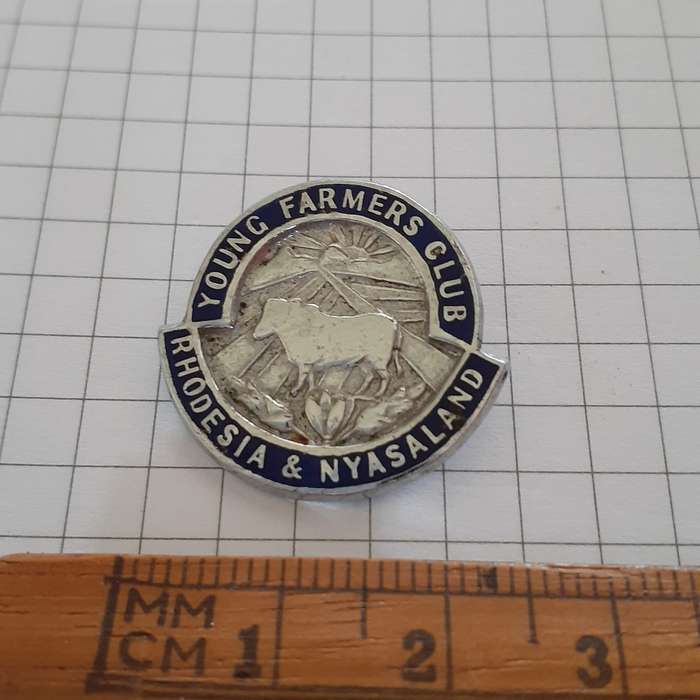 YOUNG FARMERS CLUB
RHODESIA & NYASALAND
MM
CM 1 2 3